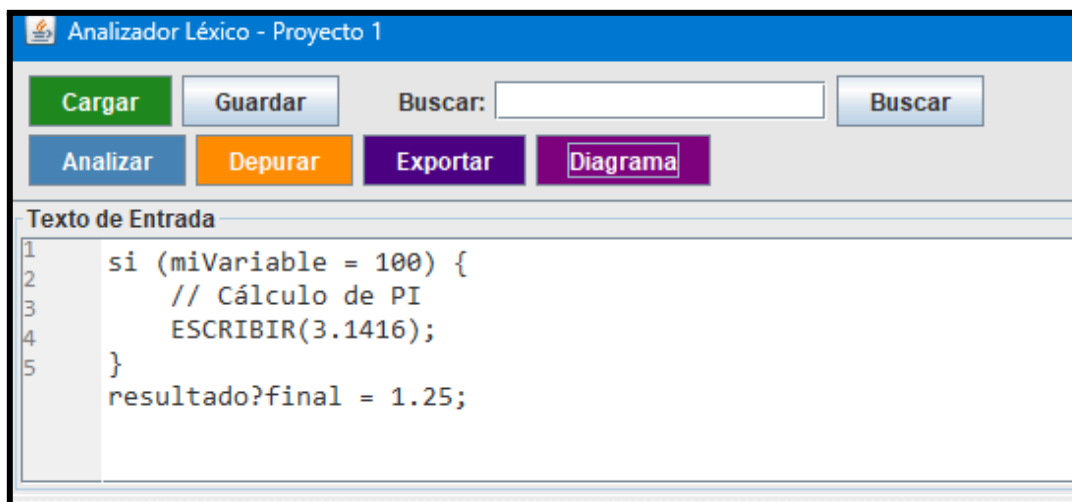 Analizador Léxico - Proyecto 1
Cargar Guardar Buscar: Buscar
Analizar Depurar Exportar Diagrama
Texto de Entrada
1 si (miVariable = 100) {
2 // Cálculo de PI
3 ESCRIBIR(3.1416);
4 }
5 resultado?final = 1.25;